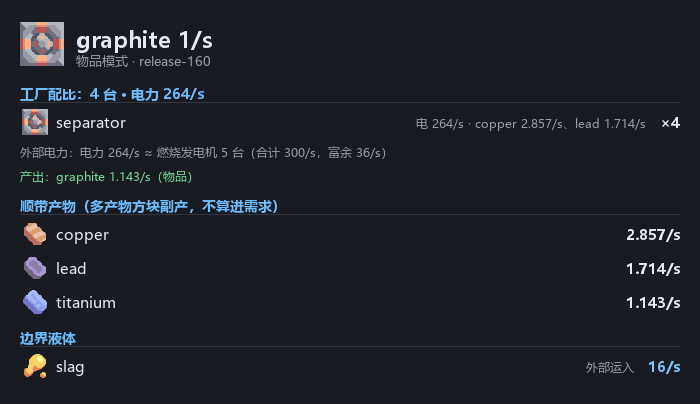 graphite 1/s
物品模式 · release-160
工厂配比：4 台 • 电力 264/s
separator 电 264/s · copper 2.857/s、lead 1.714/s ×4
外部电力：电力 264/s ≈ 燃烧发电机 5 台（合计 300/s，富余 36/s）
产出：graphite 1.143/s（物品）
顺带产物（多产物方块副产，不算进需求）
copper 2.857/s
lead 1.714/s
titanium 1.143/s
边界液体
slag 外部运入 16/s